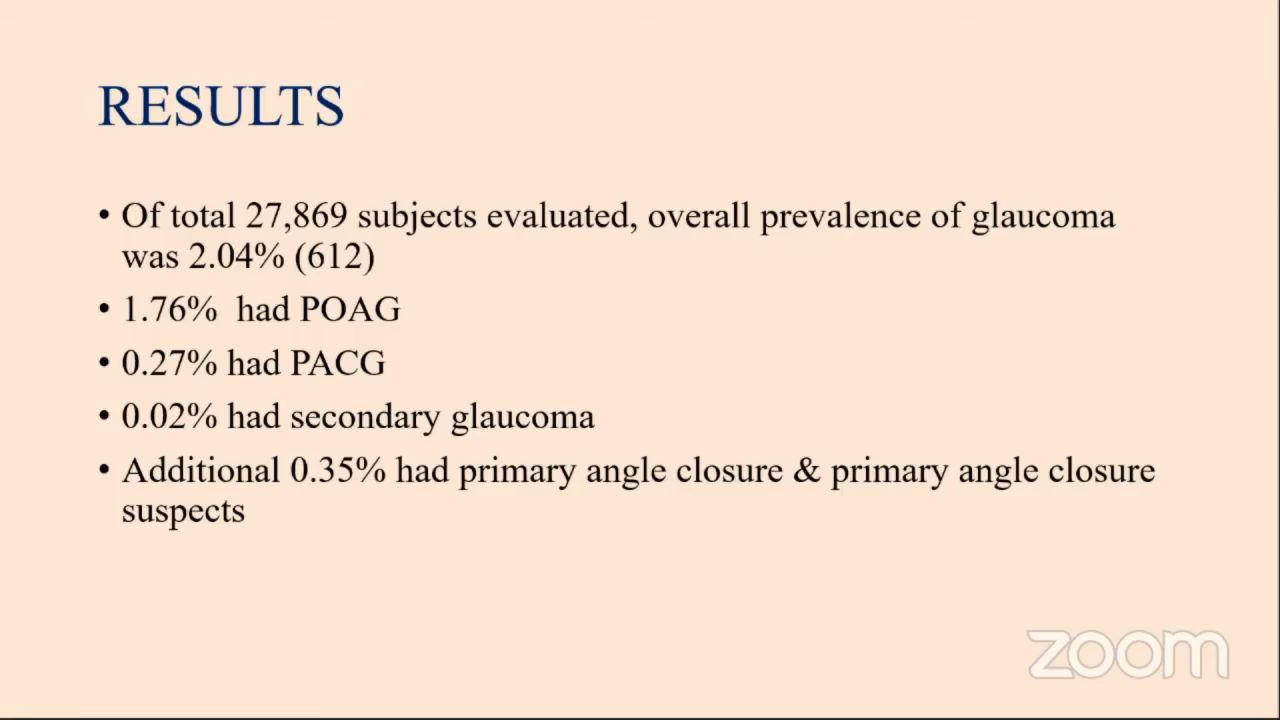 RESULTS
• Of total 27,869 subjects evaluated, overall prevalence of glaucoma
was 2.04% (612)
• 1.76%  had POAG
• 0.27% had PACG
• 0.02% had secondary glaucoma
• Additional 0.35% had primary angle closure & primary angle closure
suspects
zoom